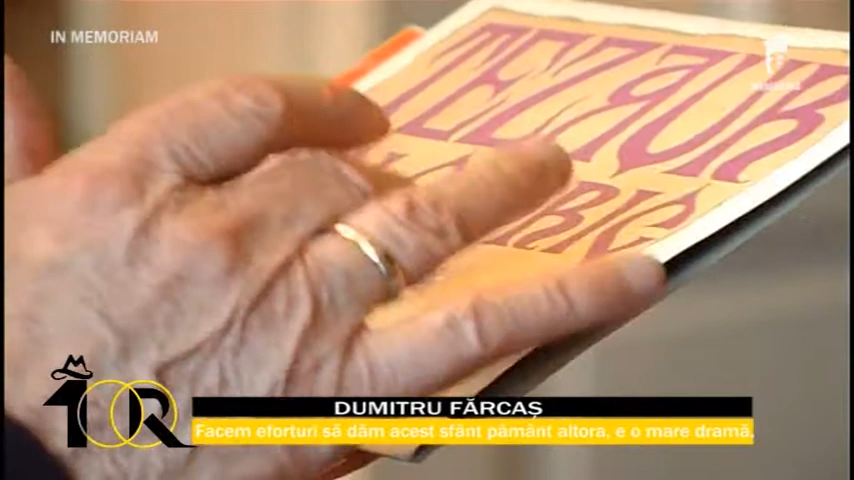 IN MEMORIAM
TEZAUR
DUMITRU FĂRCAȘ
Facem eforturi să dăm acest sfânt pământ altora, e o mare dramă,